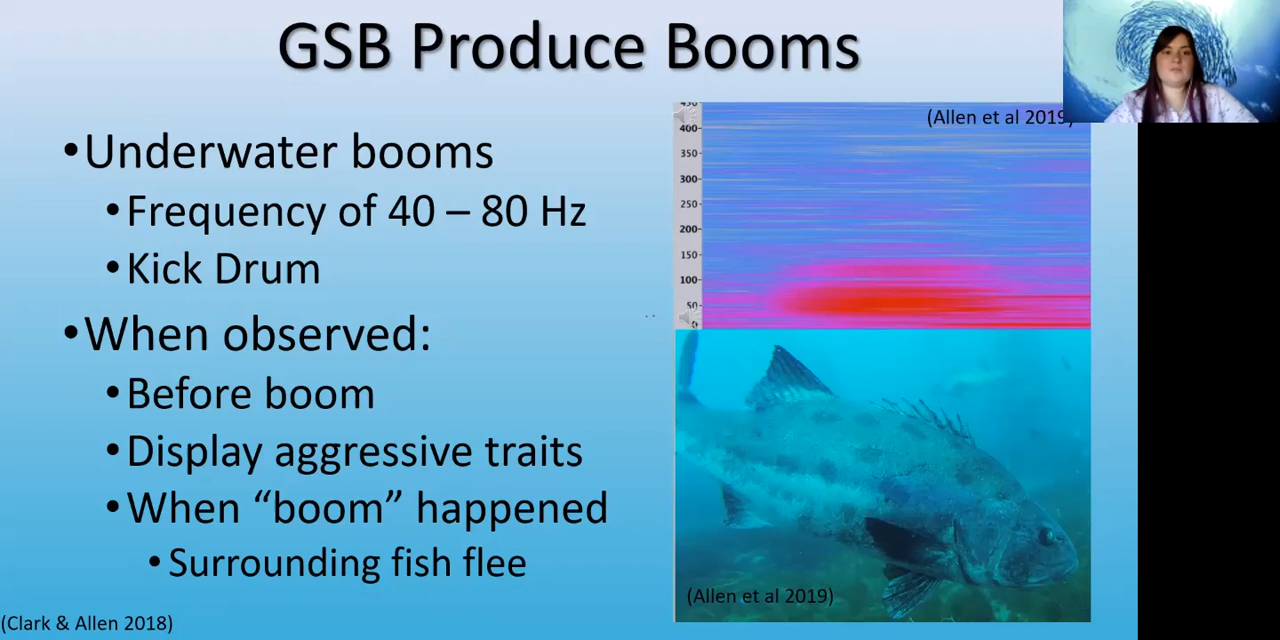 GSB Produce Booms
•Underwater booms
•Frequency of 40 – 80 Hz
•Kick Drum
•When observed:
•Before boom
•Display aggressive traits
•When “boom” happened
•Surrounding fish flee
(Clark & Allen 2018)
(Allen et al 2019)
450
400
350
300
250
200
150
100
50
0
(Allen et al 2019)